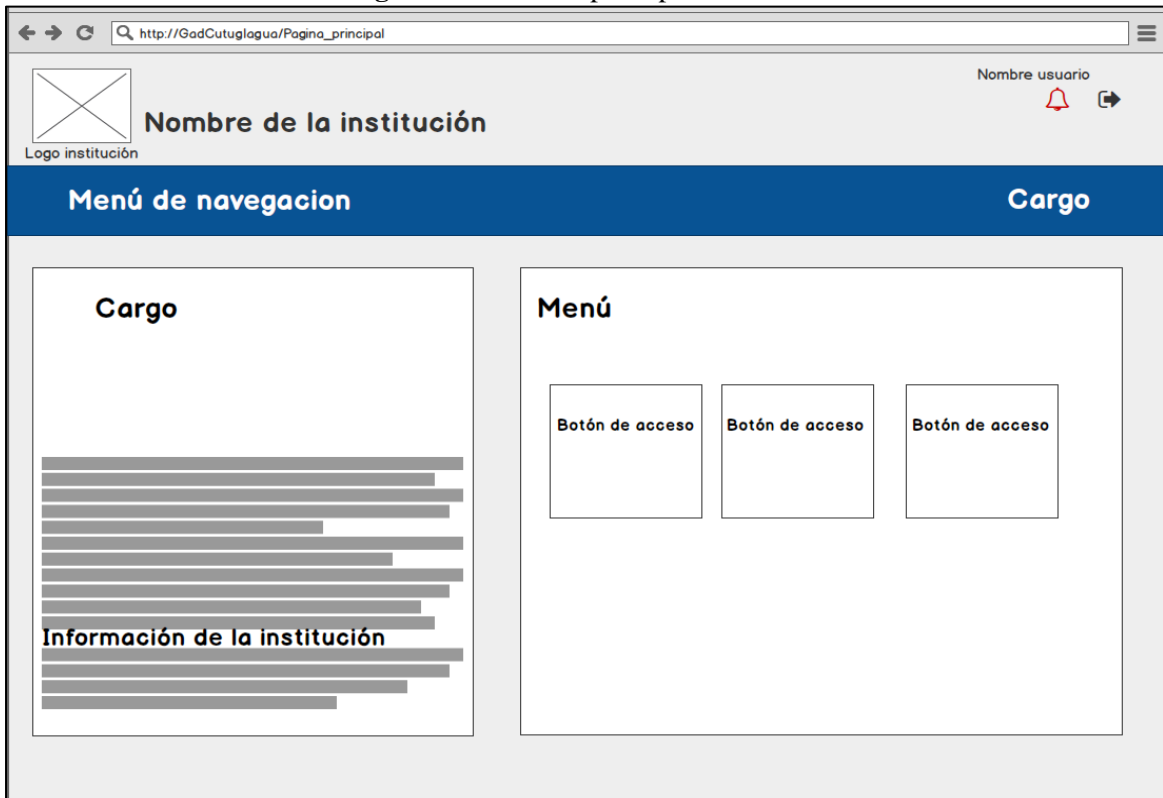 http://GadCutuglagua/Pagina_principal
Nombre usuario
Nombre de la institución
Logo institución
Menú de navegacion
Cargo
Cargo
Información de la institución
Menú
Botón de acceso
Botón de acceso
Botón de acceso